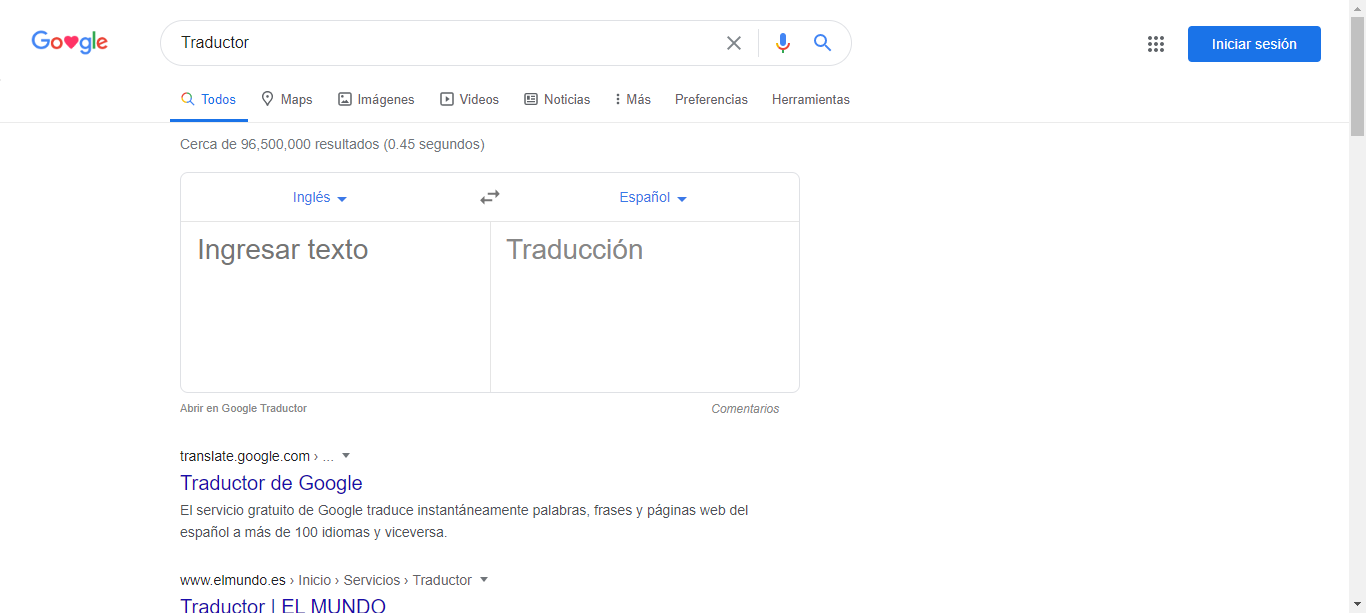 Google
Traductor
Iniciar sesión
Todos Maps Imágenes Videos Noticias Más Preferencias Herramientas
Cerca de 96,500,000 resultados (0.45 segundos)
Inglés Español
Ingresar texto Traducción
Abrir en Google Traductor Comentarios
translate.google.com › ...
Traductor de Google
El servicio gratuito de Google traduce instantáneamente palabras, frases y páginas web del
español a más de 100 idiomas y viceversa.
www.elmundo.es › Inicio › Servicios › Traductor
Traductor | EL MUNDO